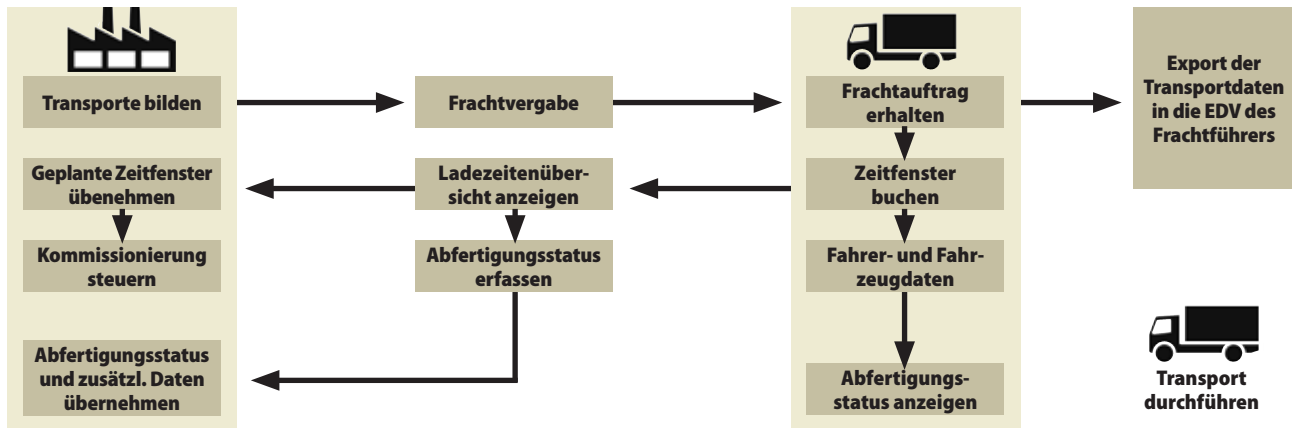 Transporte bilden
Geplante Zeitfenster
übenehmen
Kommissionierung
steuern
Abfertigungsstatus
und zusätzl. Daten
übernehmen
Frachtvergabe
Ladezeitenüber-
sicht anzeigen
Abfertigungsstatus
erfassen
Frachtauftrag
erhalten
Zeitfenster
buchen
Fahrer- und Fahr-
zeugdaten
Abfertigungs-
status anzeigen
Export der
Transportdaten
in die EDV des
Frachtführers
Transport
durchführen